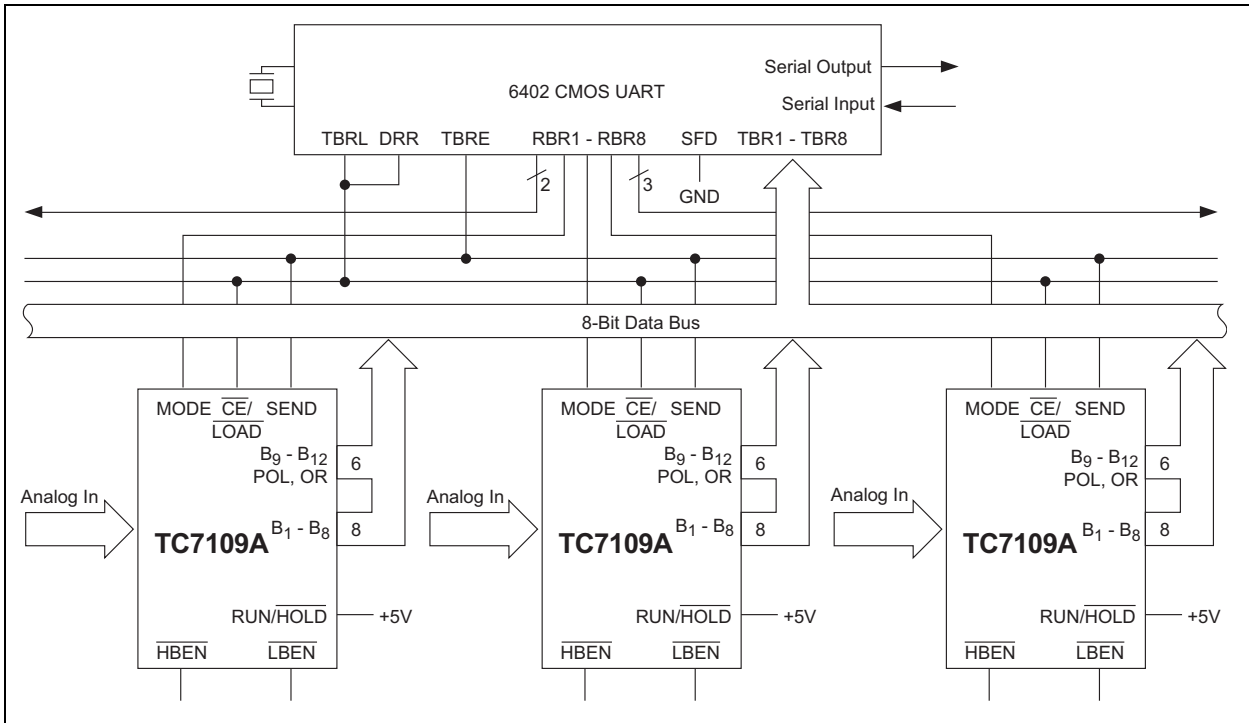 Serial Output
6402 CMOS UART
Serial Input
TBRL DRR TBRE RBR1 - RBR8 SFD TBR1 - TBR8
2 3
GND
8-Bit Data Bus
MODE CE/ SEND MODE CE/ SEND MODE CE/ SEND
LOAD LOAD LOAD
B9 - B12 B9 - B12 B9 - B12
POL, OR 6 POL, OR 6 POL, OR 6
Analog In Analog In Analog In
B1 - B8 8 B1 - B8 8 B1 - B8 8
TC7109A TC7109A TC7109A
RUN/HOLD +5V RUN/HOLD +5V RUN/HOLD +5V
HBEN LBEN HBEN LBEN HBEN LBEN